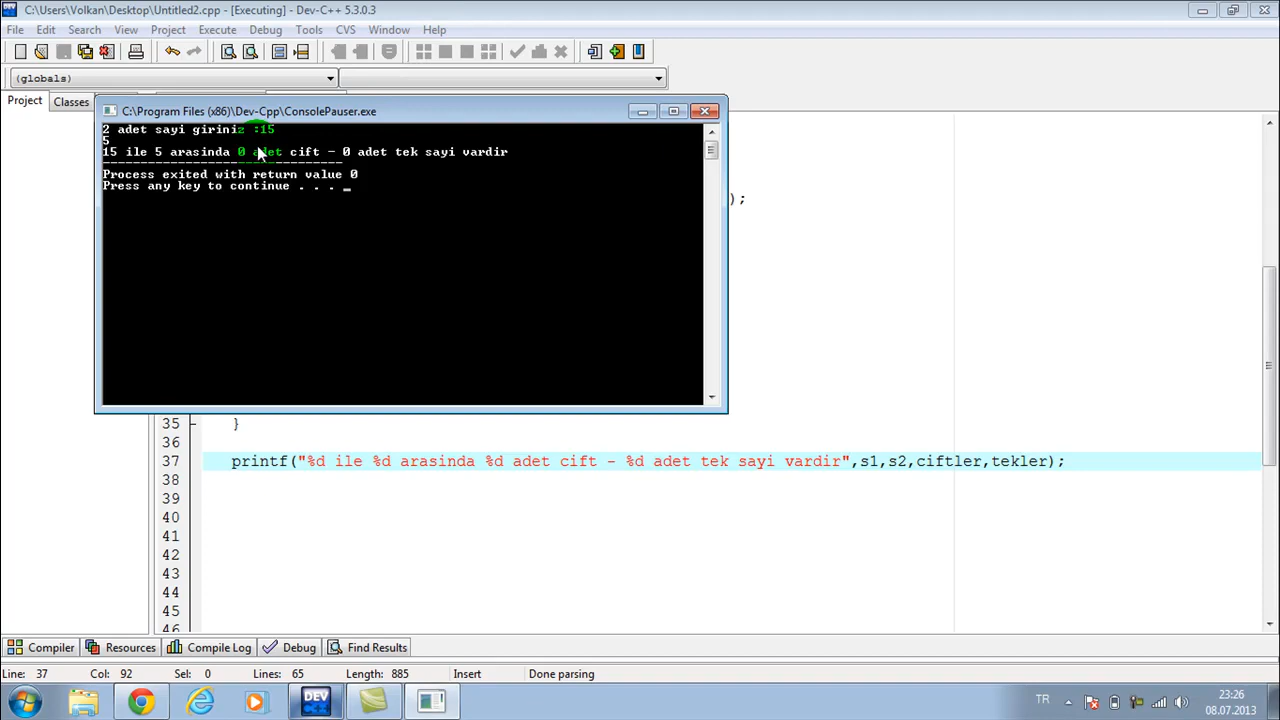 C:\Users\Volkan\Desktop\Untitled2.cpp - [Executing] - Dev-C++ 5.3.0.3
File Edit Search View Project Execute Debug Tools CVS Window Help
(globals)
Project Classes
C:\Program Files (x86)\Dev-Cpp\ConsolePauser.exe
2 adet sayi giriniz :15
5
15 ile 5 arasinda 0 adet cift - 0 adet tek sayi vardir
--------------------------------
Process exited with return value 0
Press any key to continue . . . _
);
35 }
36
37 printf("%d ile %d arasinda %d adet cift - %d adet tek sayi vardir",s1,s2,ciftler,tekler);
38
39
40
41
42
43
44
45
46
Compiler Resources Compile Log Debug Find Results
Line: 37 Col: 92 Sel: 0 Lines: 65 Length: 885 Insert Done parsing
DEV C++ TR 23:26
08.07.2013